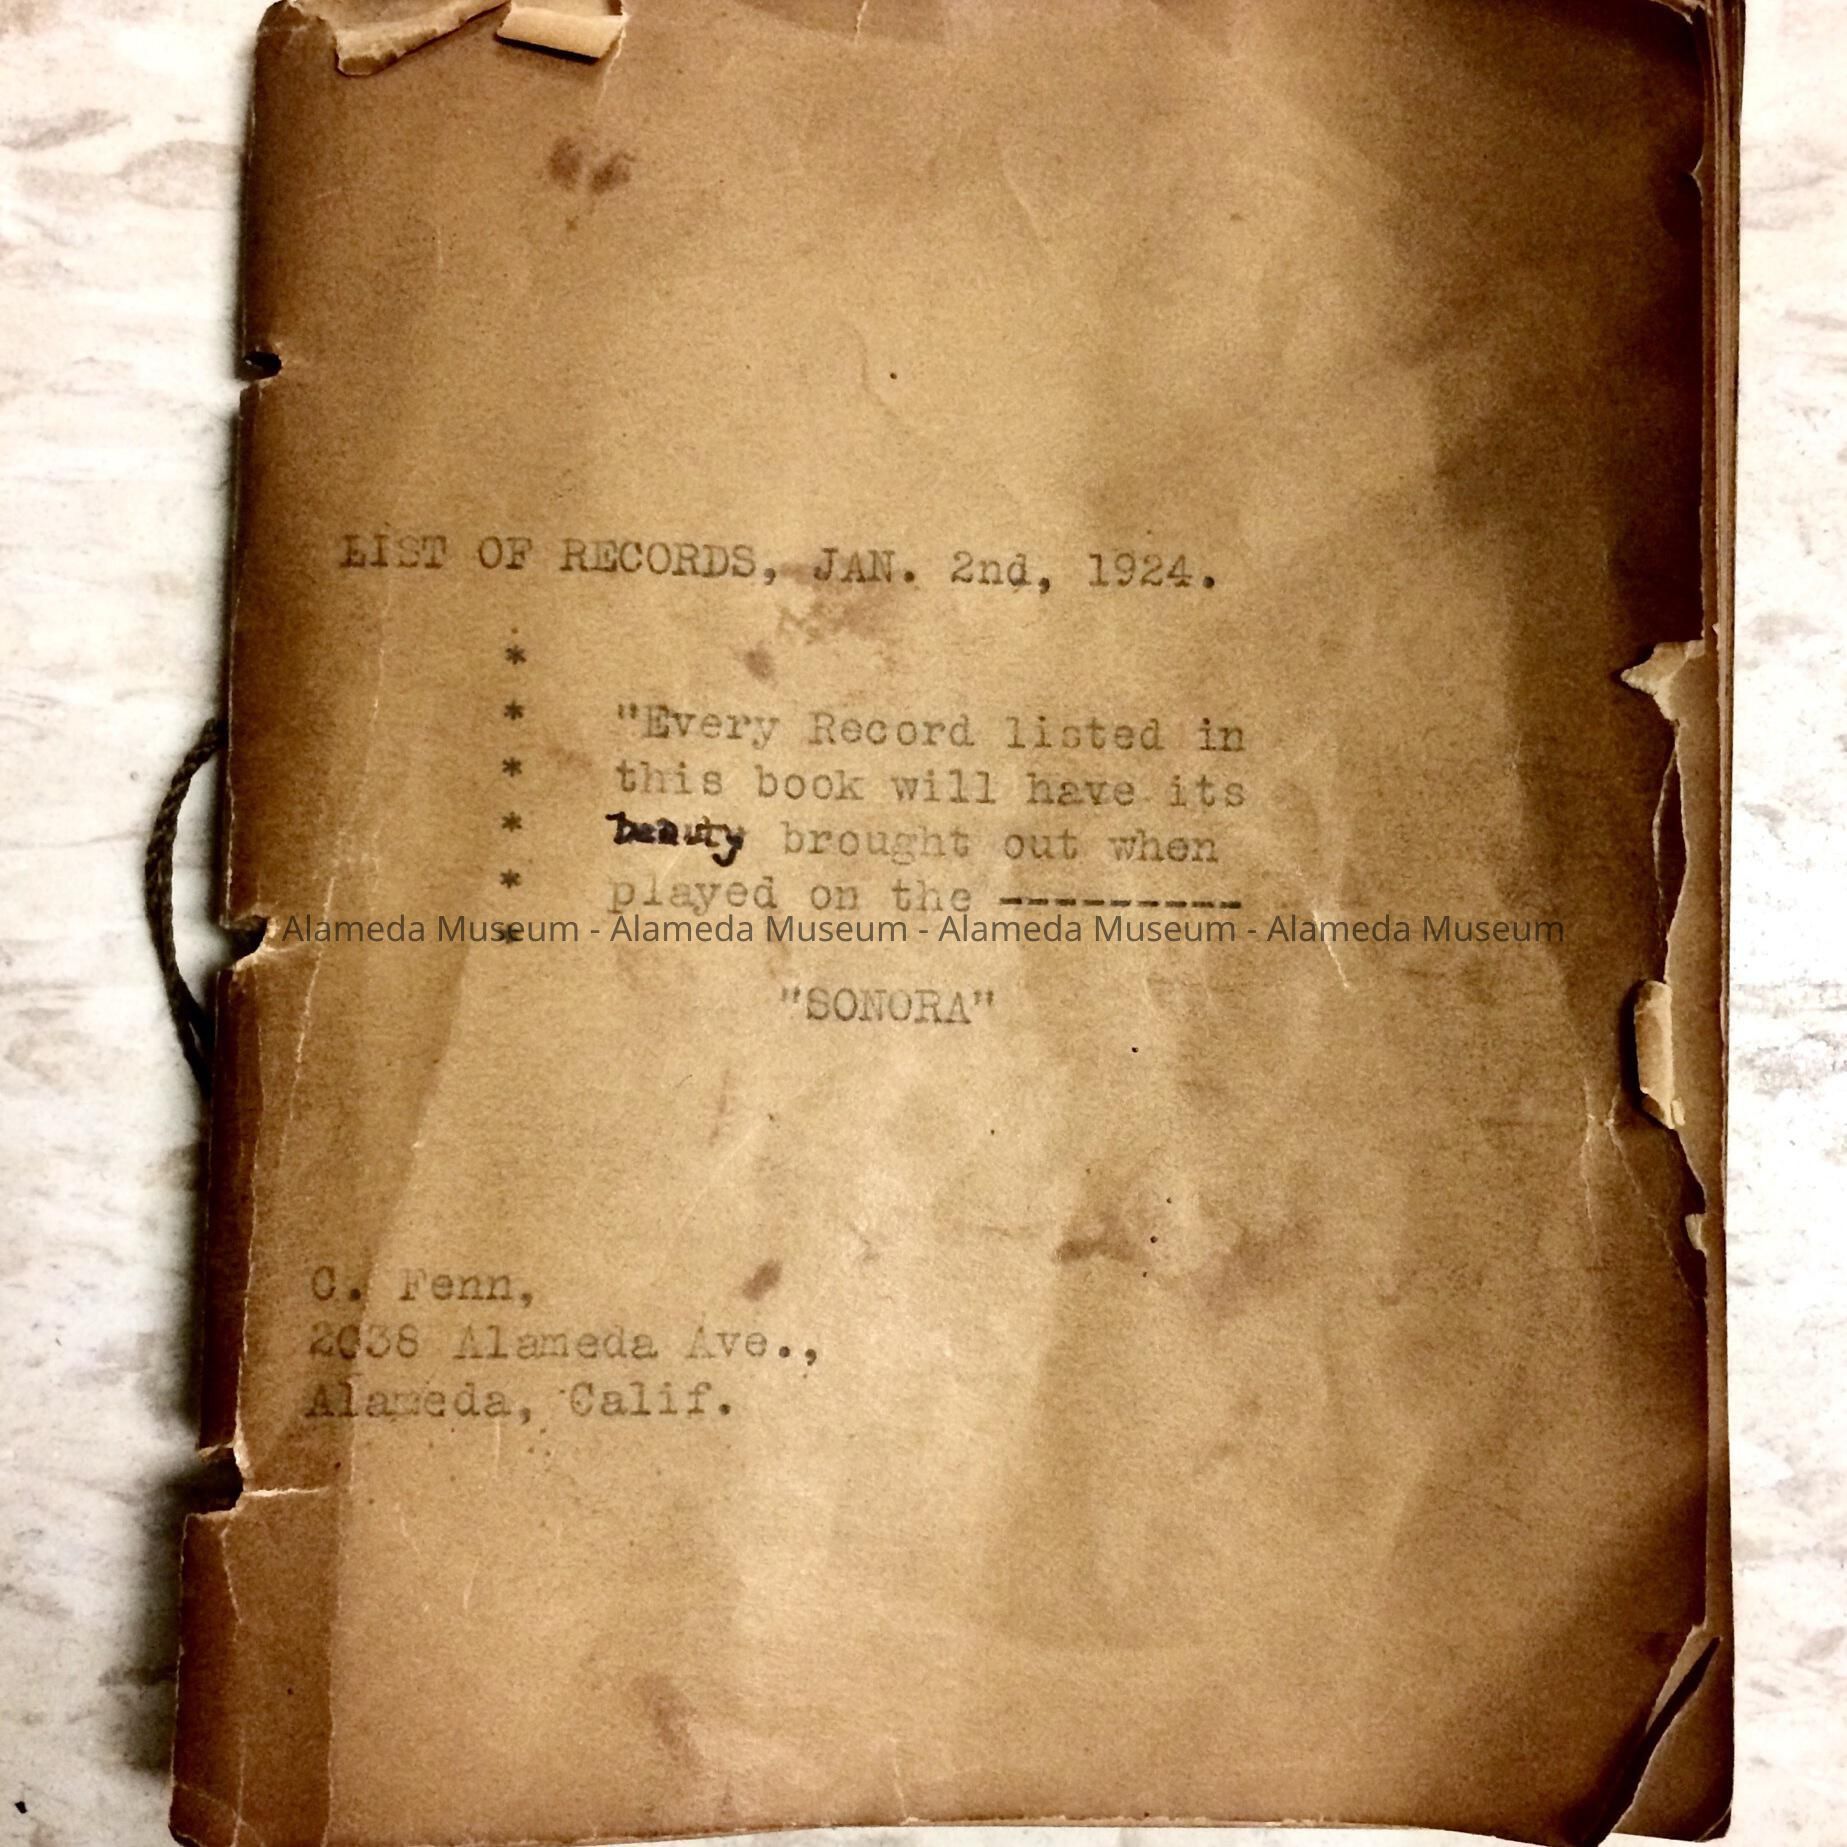 LIST OF RECORDS, JAN. 2nd, 1924.
*
*
*
*
*
*
"Every Record listed in
this book will have its
beauty brought out when
played on the ---------
Alameda Museum - Alameda Museum - Alameda Museum - Alameda Museum
"SONORA"
C. Fenn,
2038 Alameda Ave.,
Alameda, Calif.